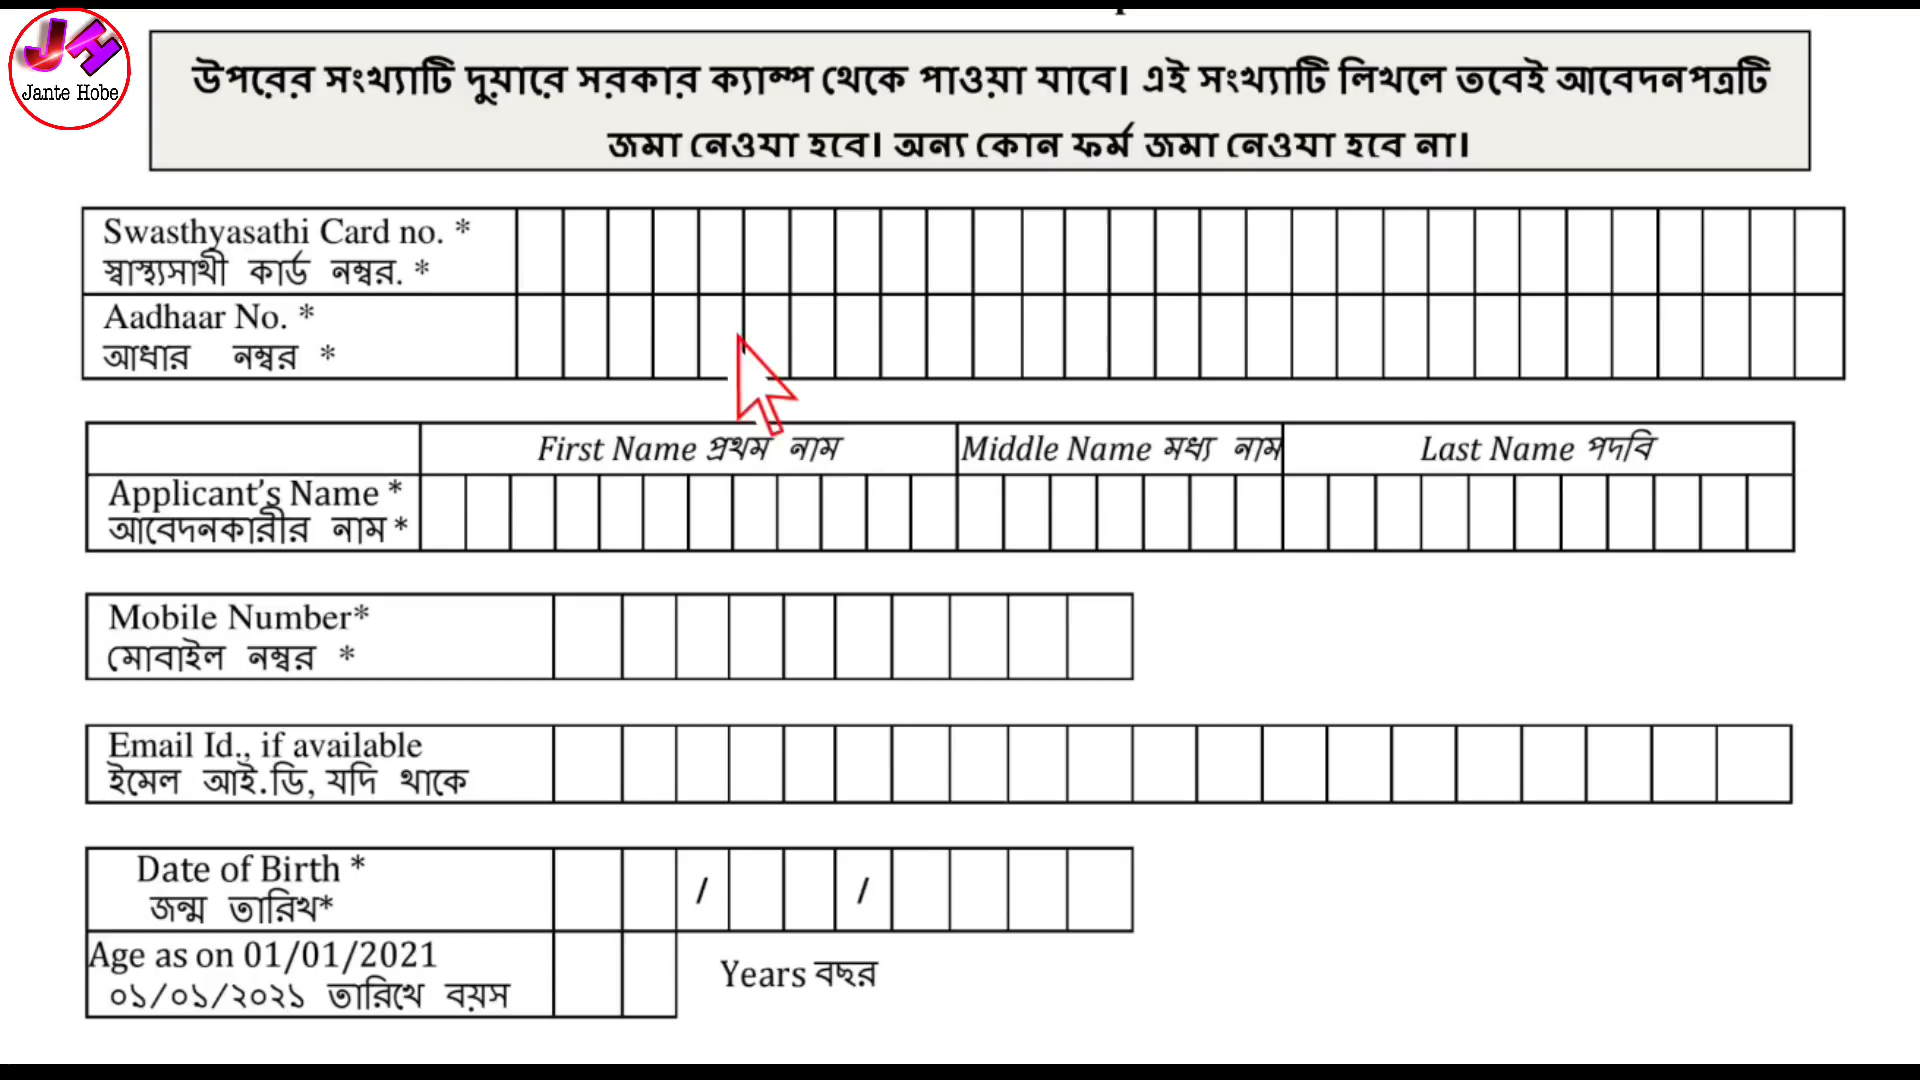 JH
Jante Hobe
উপরের সংখ্যাটি দুয়ারে সরকার ক্যাম্প থেকে পাওয়া যাবে। এই সংখ্যাটি লিখলে তবেই আবেদনপত্রটি
জমা নেওয়া হবে। অন্য কোন ফর্ম জমা নেওয়া হবে না।
Swasthyasathi Card no. *
স্বাস্থ্যসাথী কার্ড নম্বর. *
Aadhaar No. *
আধার নম্বর *
First Name প্রথম নাম Middle Name মধ্য নাম Last Name পদবি
Applicant’s Name *
আবেদনকারীর নাম *
Mobile Number*
মোবাইল নম্বর *
Email Id., if available
ইমেল আই.ডি, যদি থাকে
Date of Birth *
জন্ম তারিখ*
/ /
Age as on 01/01/2021
০১/০১/২০২১ তারিখে বয়স
Years বছর